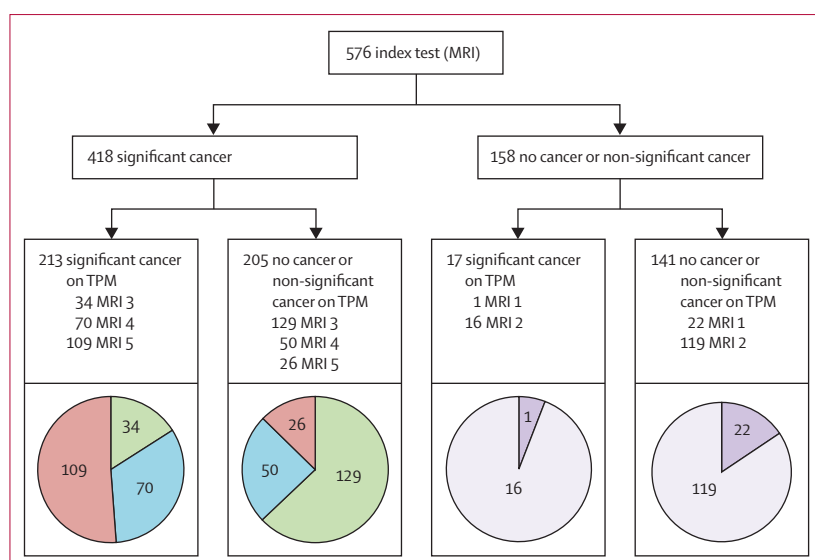 576 index test (MRI)
418 significant cancer
158 no cancer or non-significant cancer
213 significant cancer
on TPM
34 MRI 3
70 MRI 4
109 MRI 5
205 no cancer or
non-significant
cancer on TPM
129 MRI 3
50 MRI 4
26 MRI 5
17 significant cancer
on TPM
1 MRI 1
16 MRI 2
141 no cancer or
non-significant
cancer on TPM
22 MRI 1
119 MRI 2
34
109
70
26
50
129
1
16
22
119